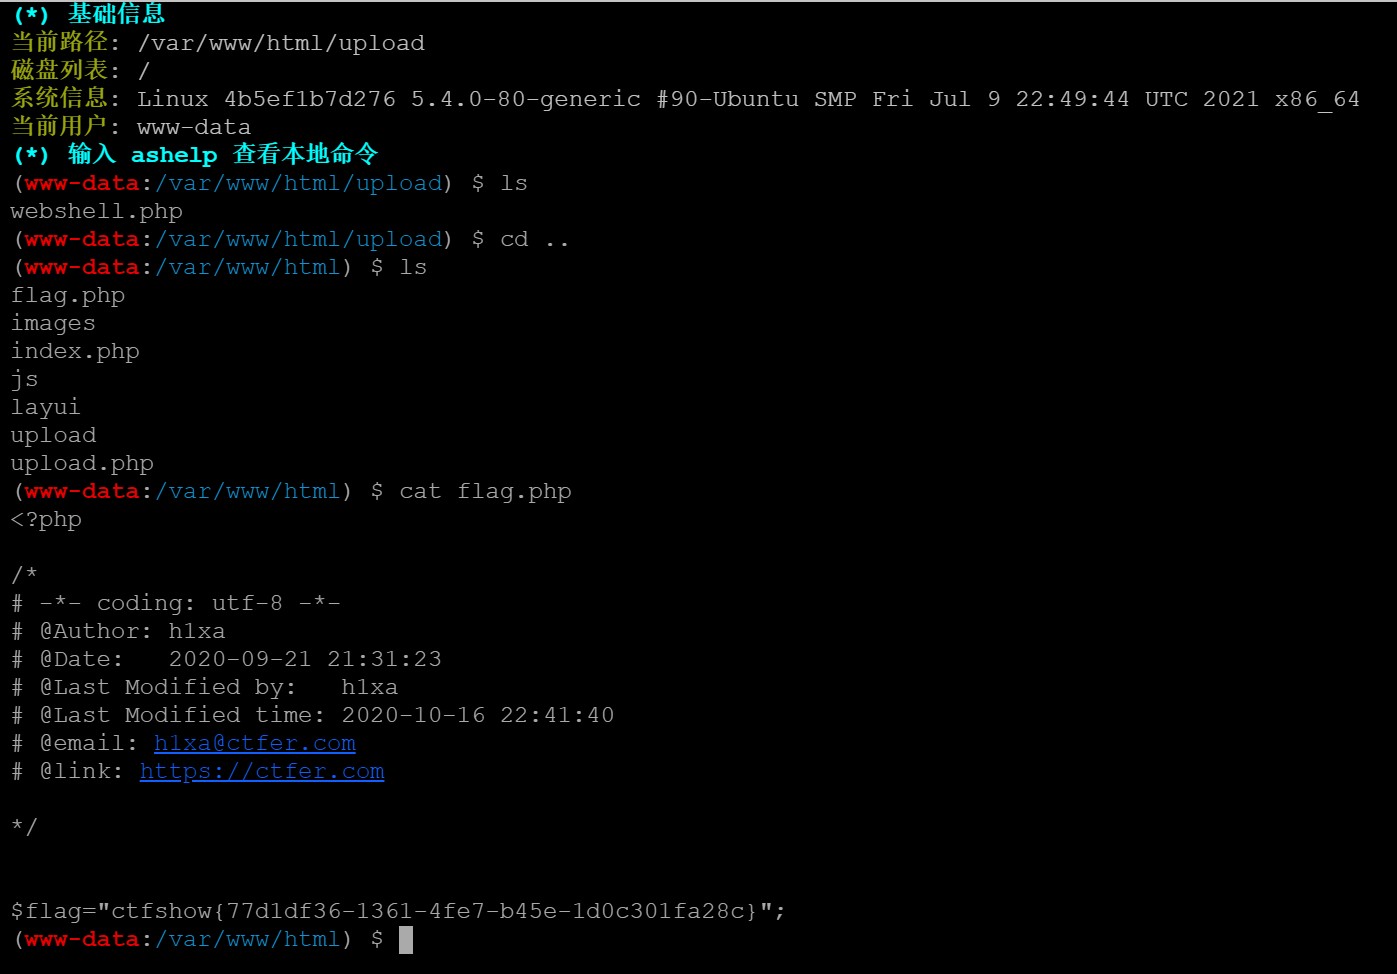 (*) 基础信息
当前路径: /var/www/html/upload
磁盘列表: /
系统信息: Linux 4b5ef1b7d276 5.4.0-80-generic #90-Ubuntu SMP Fri Jul 9 22:49:44 UTC 2021 x86_64
当前用户: www-data
(*) 输入 ashelp 查看本地命令
(www-data:/var/www/html/upload) $ ls
webshell.php
(www-data:/var/www/html/upload) $ cd ..
(www-data:/var/www/html) $ ls
flag.php
images
index.php
js
layui
upload
upload.php
(www-data:/var/www/html) $ cat flag.php
<?php
/*
# -*- coding: utf-8 -*-
# @Author: h1xa
# @Date:   2020-09-21 21:31:23
# @Last Modified by:   h1xa
# @Last Modified time: 2020-10-16 22:41:40
# @email: h1xa@ctfer.com
# @link: https://ctfer.com
*/
$flag="ctfshow{77d1df36-1361-4fe7-b45e-1d0c301fa28c}";
(www-data:/var/www/html) $